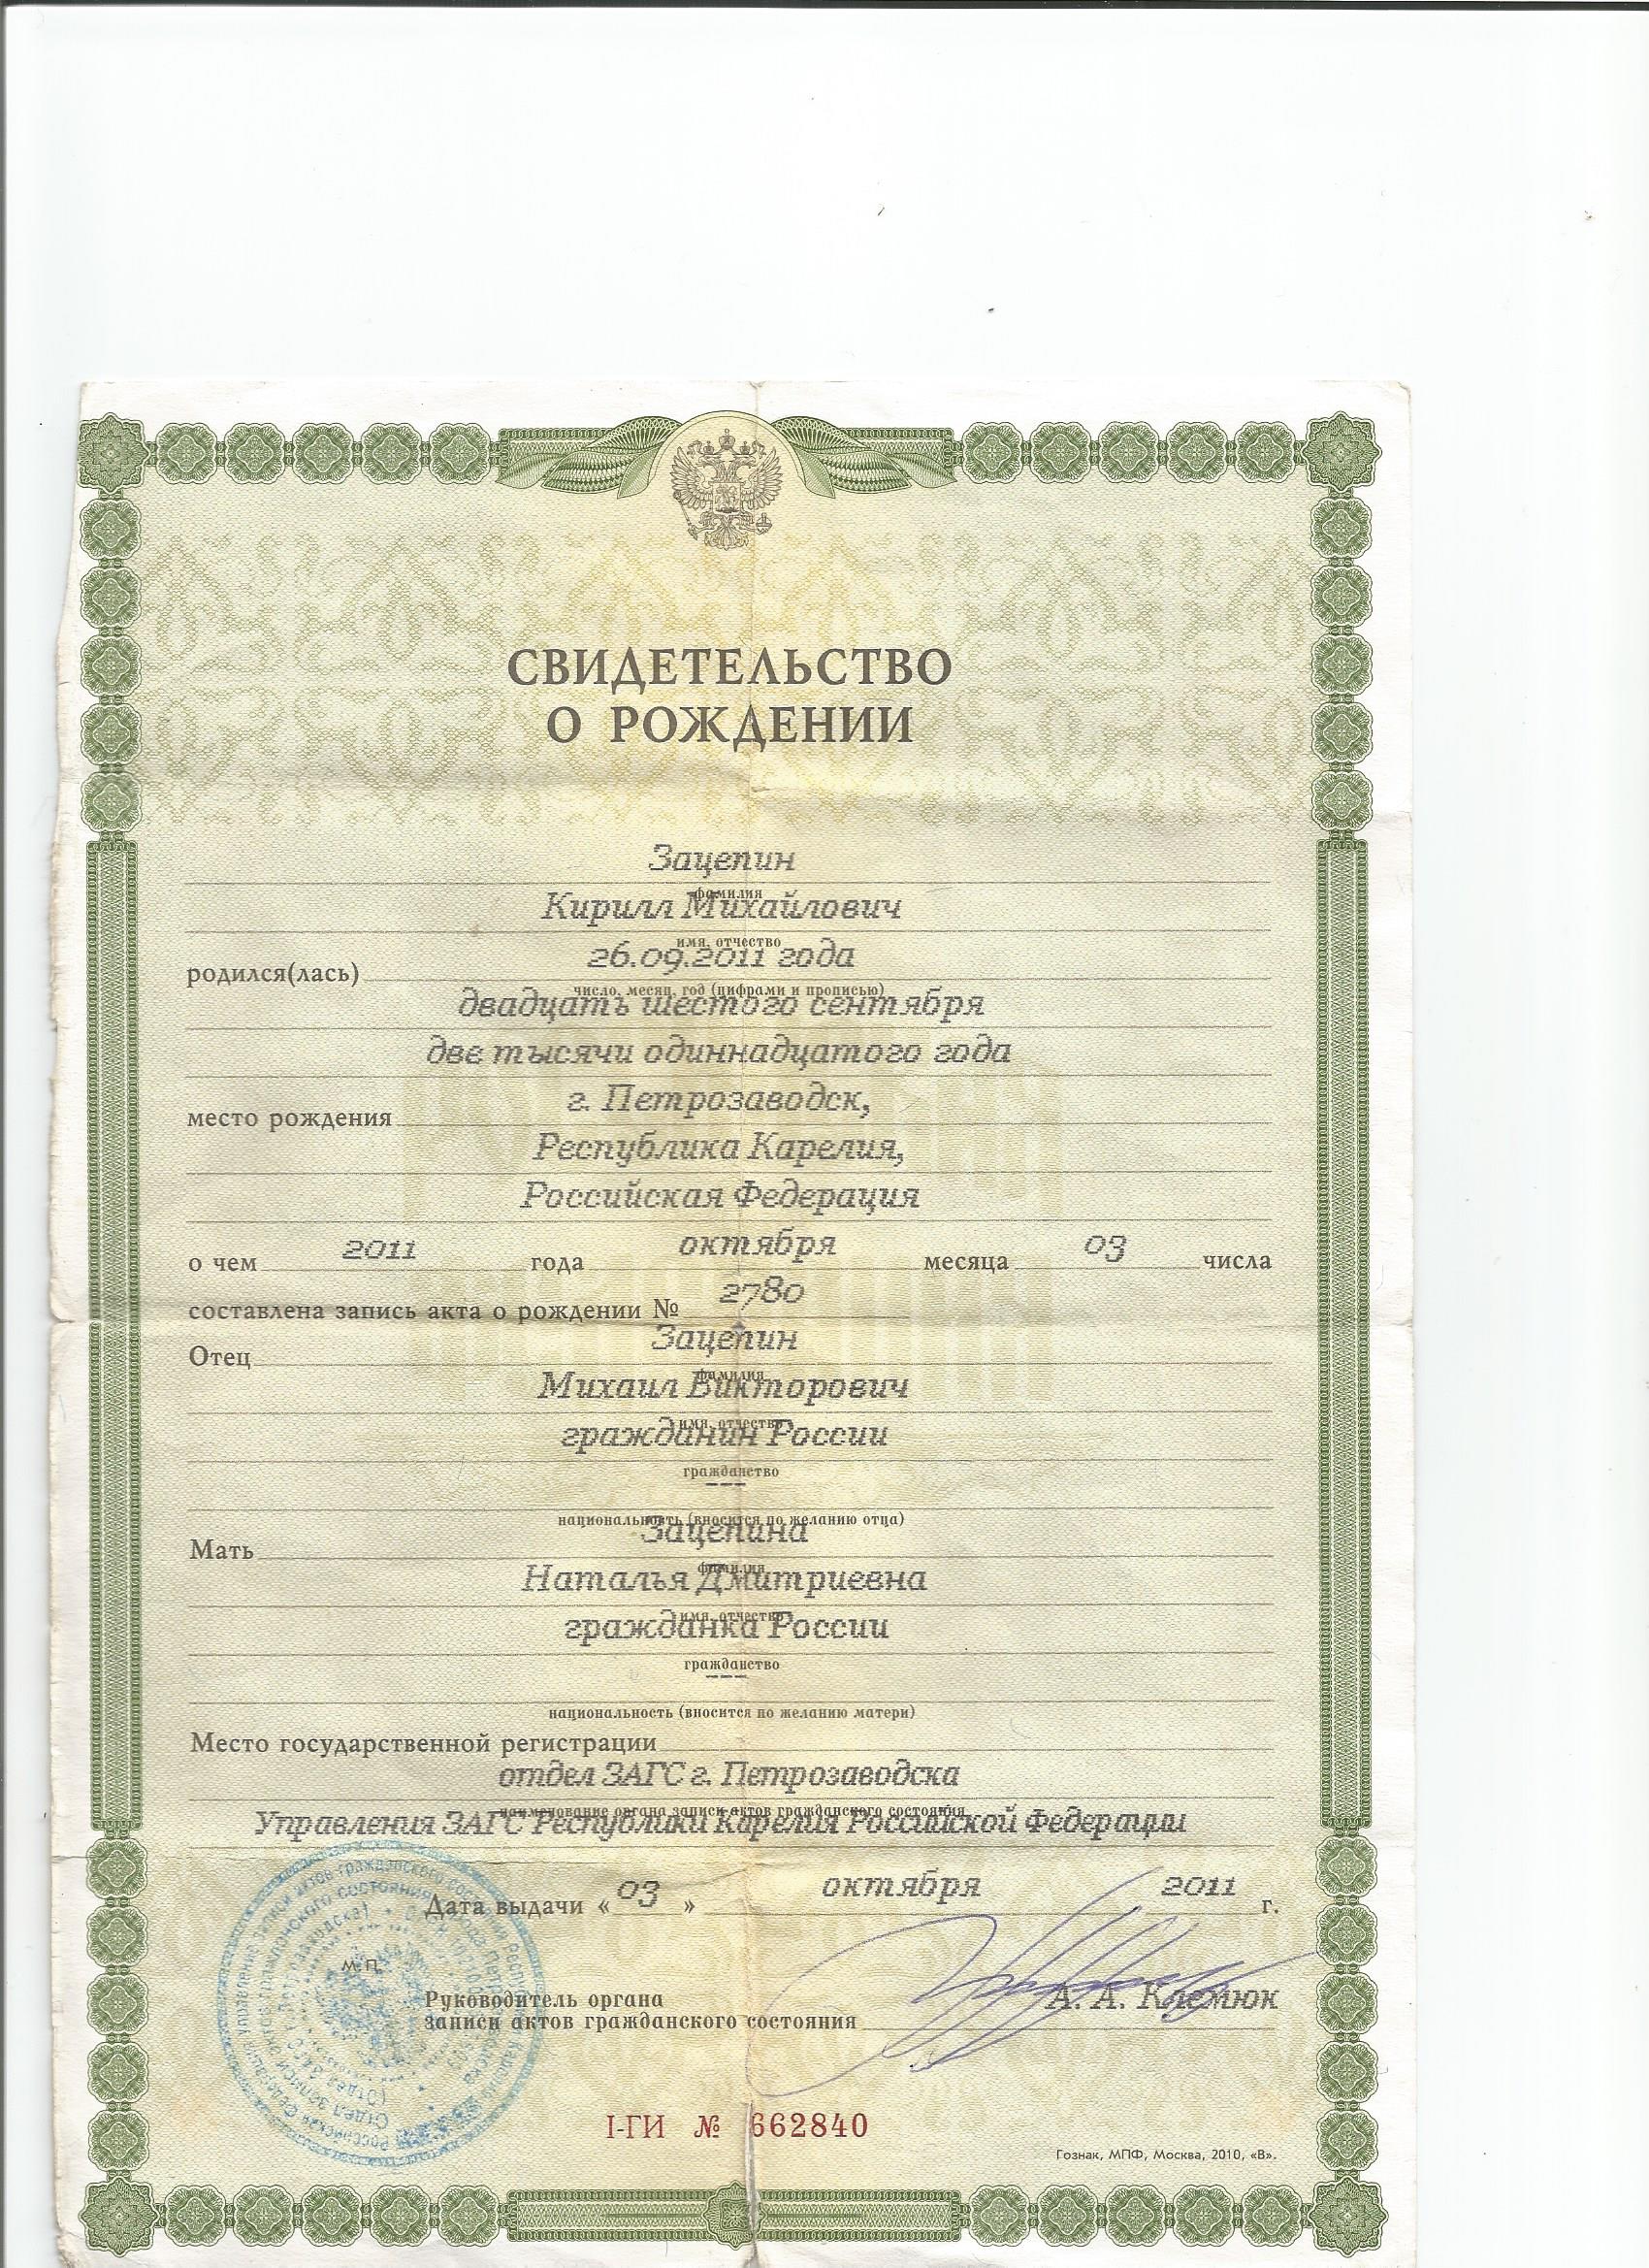 СВИДЕТЕЛЬСТВО
О РОЖДЕНИИ
Зацепин
фамилия
Кирилл Михайлович
имя, отчество
родился(лась) 26.09.2011 года
число, месяц, год (цифрами и прописью)
двадцать шестого сентября
две тысячи одиннадцатого года
место рождения г. Петрозаводск,
Республика Карелия,
Российская Федерация
о чем 2011 года октября месяца 03 числа
составлена запись акта о рождении № 2780
Отец Зацепин
фамилия
Михаил Викторович
имя, отчество
гражданин России
гражданство
---
национальность (вносится по желанию отца)
Мать Зацепина
фамилия
Наталья Дмитриевна
имя, отчество
гражданка России
гражданство
---
национальность (вносится по желанию матери)
Место государственной регистрации
отдел ЗАГС г. Петрозаводска
наименование органа записи актов гражданского состояния
Управления ЗАГС Республики Карелия Российской Федерации
Дата выдачи « 03 » октября 2011 г.
М.П.
Руководитель органа
записи актов гражданского состояния А. А. Клемюк
I-ГИ № 662840
Гознак, МПФ, Москва, 2010, «В».